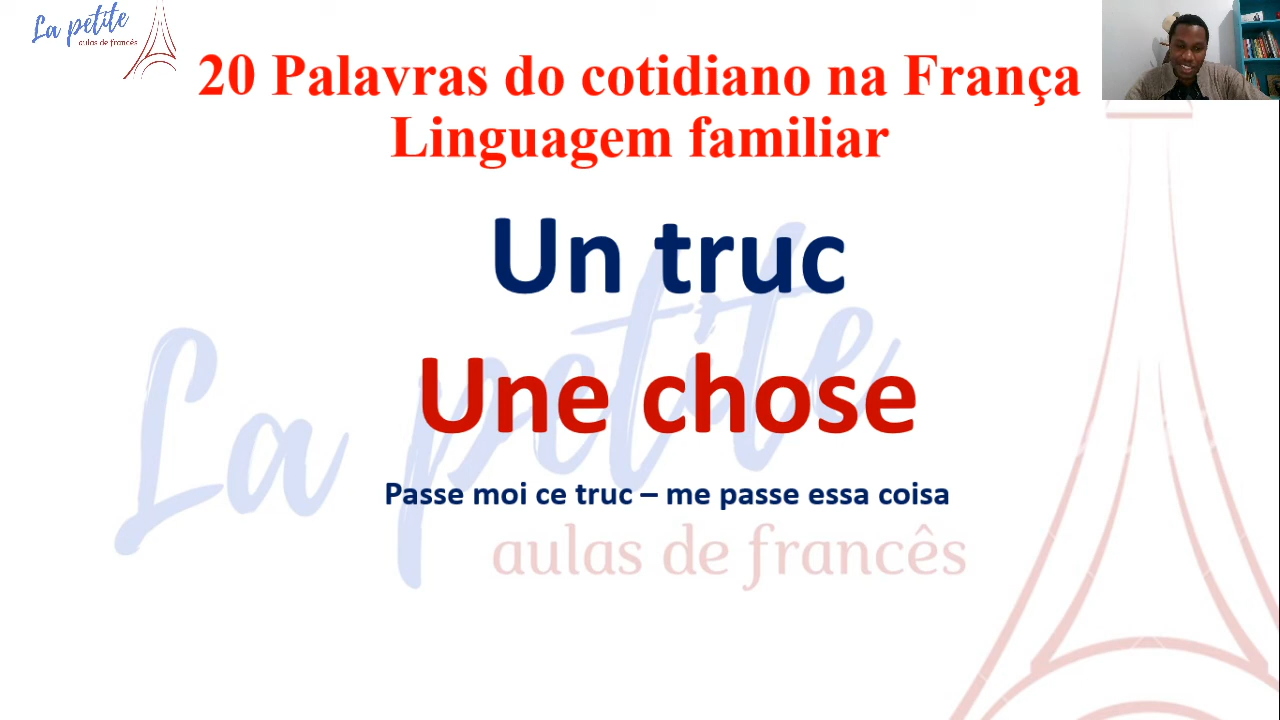 La petite
aulas de francês
20 Palavras do cotidiano na França
Linguagem familiar
Un truc
Une chose
Passe moi ce truc – me passe essa coisa
La petite
aulas de francês